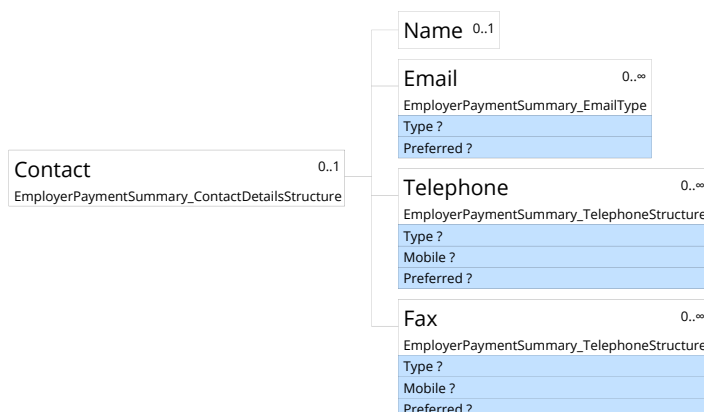 Name 0..1
Email 0..∞
EmployerPaymentSummary_EmailType
Type ?
Preferred ?
Contact 0..1
EmployerPaymentSummary_ContactDetailsStructure
Telephone 0..∞
EmployerPaymentSummary_TelephoneStructure
Type ?
Mobile ?
Preferred ?
Fax 0..∞
EmployerPaymentSummary_TelephoneStructure
Type ?
Mobile ?
Preferred ?